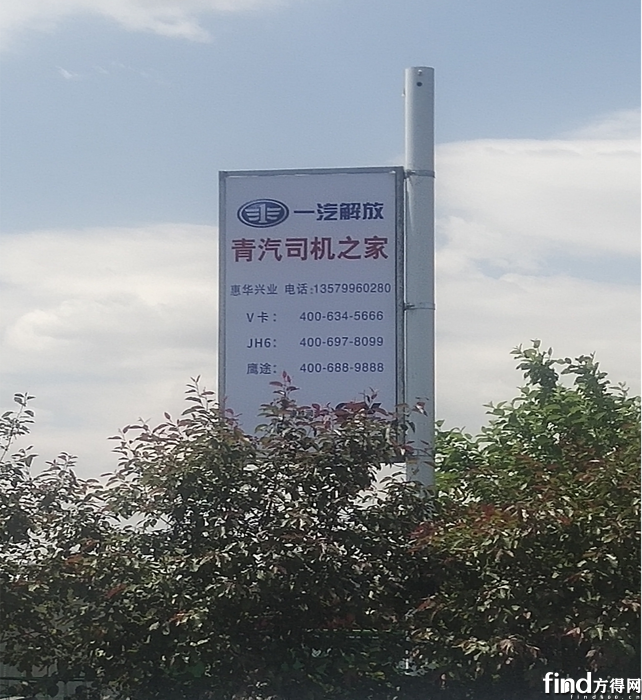 一汽解放
青汽司机之家
惠华兴业 电话:13579960280
V卡: 400-634-5666
JH6: 400-697-8099
鹰途: 400-688-9888
find方得网